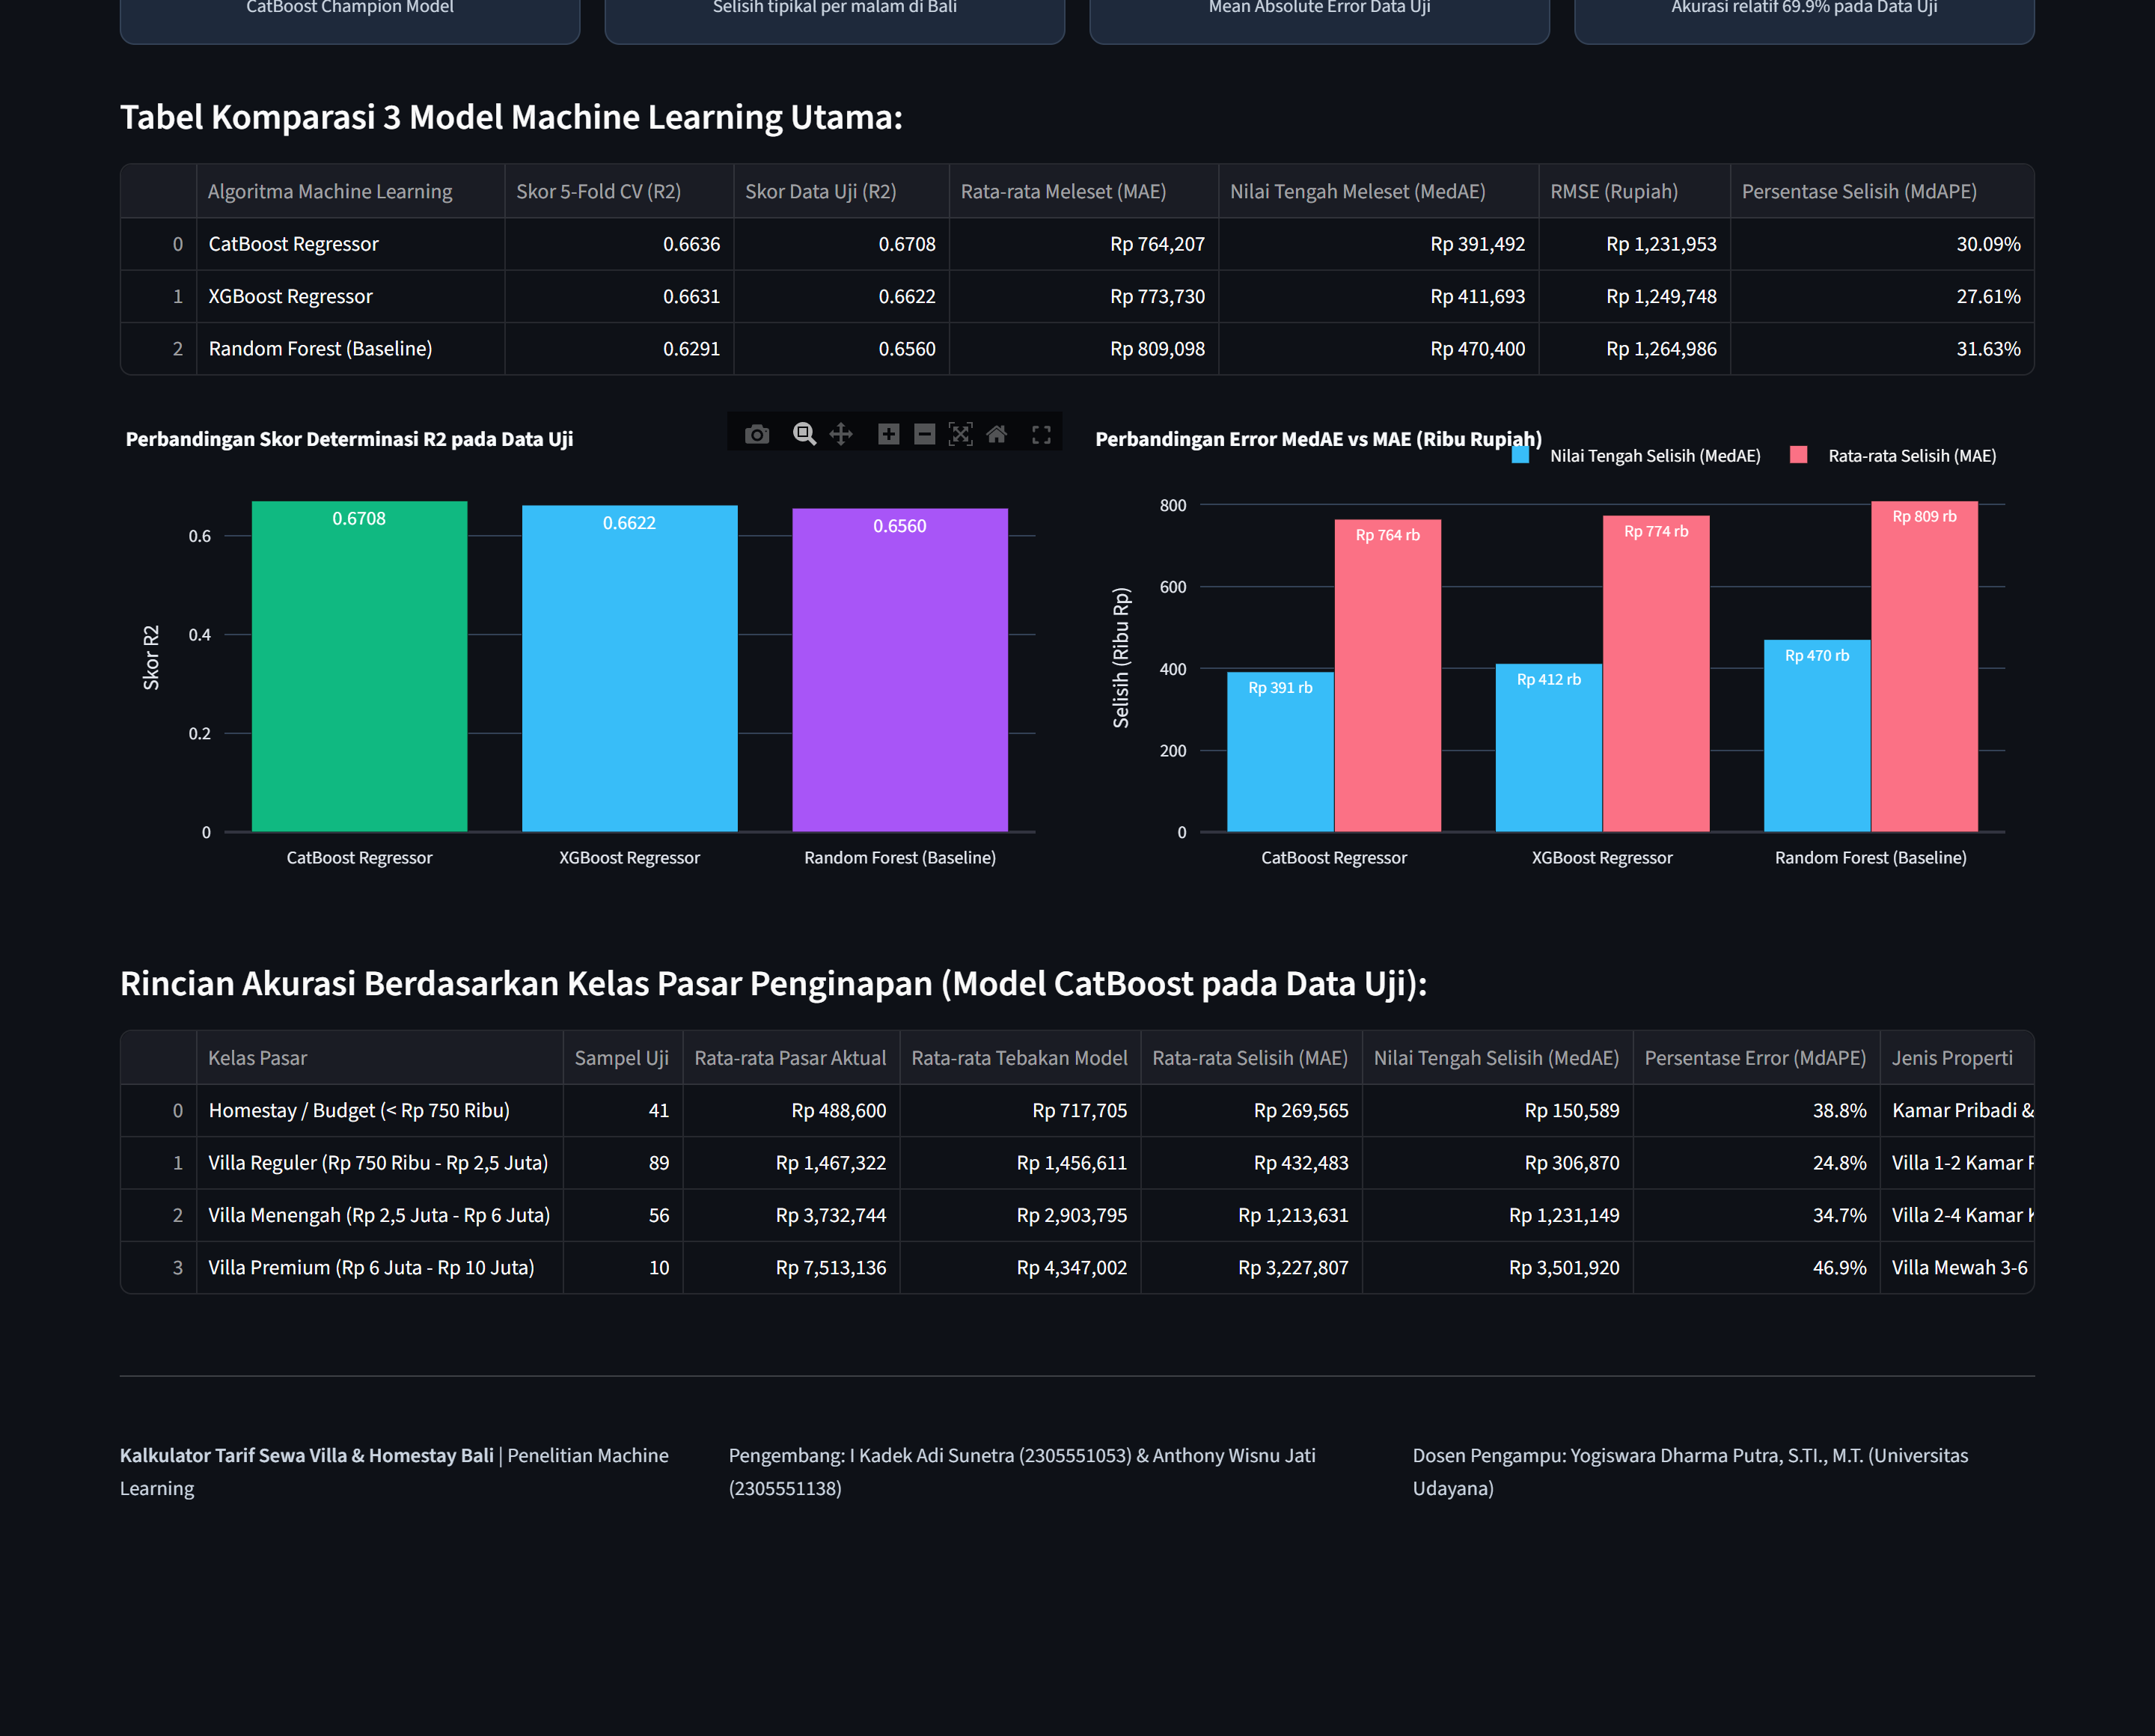 CatBoost Champion Model
Selisih tipikal per malam di Bali
Mean Absolute Error Data Uji
Akurasi relatif 69.9% pada Data Uji
Tabel Komparasi 3 Model Machine Learning Utama:
Algoritma Machine Learning Skor 5-Fold CV (R2) Skor Data Uji (R2) Rata-rata Meleset (MAE) Nilai Tengah Meleset (MedAE) RMSE (Rupiah) Persentase Selisih (MdAPE)
0 CatBoost Regressor 0.6636 0.6708 Rp 764,207 Rp 391,492 Rp 1,231,953 30.09%
1 XGBoost Regressor 0.6631 0.6622 Rp 773,730 Rp 411,693 Rp 1,249,748 27.61%
2 Random Forest (Baseline) 0.6291 0.6560 Rp 809,098 Rp 470,400 Rp 1,264,986 31.63%
Perbandingan Skor Determinasi R2 pada Data Uji
0.6708
0.6622
0.6560
0.6
0.4
0.2
0
Skor R2
CatBoost Regressor
XGBoost Regressor
Random Forest (Baseline)
Perbandingan Error MedAE vs MAE (Ribu Rupiah)
Nilai Tengah Selisih (MedAE)
Rata-rata Selisih (MAE)
800
600
400
200
0
Selisih (Ribu Rp)
Rp 391 rb
Rp 764 rb
Rp 412 rb
Rp 774 rb
Rp 470 rb
Rp 809 rb
CatBoost Regressor
XGBoost Regressor
Random Forest (Baseline)
Rincian Akurasi Berdasarkan Kelas Pasar Penginapan (Model CatBoost pada Data Uji):
Kelas Pasar Sampel Uji Rata-rata Pasar Aktual Rata-rata Tebakan Model Rata-rata Selisih (MAE) Nilai Tengah Selisih (MedAE) Persentase Error (MdAPE) Jenis Properti
0 Homestay / Budget (< Rp 750 Ribu) 41 Rp 488,600 Rp 717,705 Rp 269,565 Rp 150,589 38.8% Kamar Pribadi &
1 Villa Reguler (Rp 750 Ribu - Rp 2,5 Juta) 89 Rp 1,467,322 Rp 1,456,611 Rp 432,483 Rp 306,870 24.8% Villa 1-2 Kamar
2 Villa Menengah (Rp 2,5 Juta - Rp 6 Juta) 56 Rp 3,732,744 Rp 2,903,795 Rp 1,213,631 Rp 1,231,149 34.7% Villa 2-4 Kamar
3 Villa Premium (Rp 6 Juta - Rp 10 Juta) 10 Rp 7,513,136 Rp 4,347,002 Rp 3,227,807 Rp 3,501,920 46.9% Villa Mewah 3-6
Kalkulator Tarif Sewa Villa & Homestay Bali | Penelitian Machine
Learning
Pengembang: I Kadek Adi Sunetra (2305551053) & Anthony Wisnu Jati
(2305551138)
Dosen Pengampu: Yogiswara Dharma Putra, S.TI., M.T. (Universitas
Udayana)